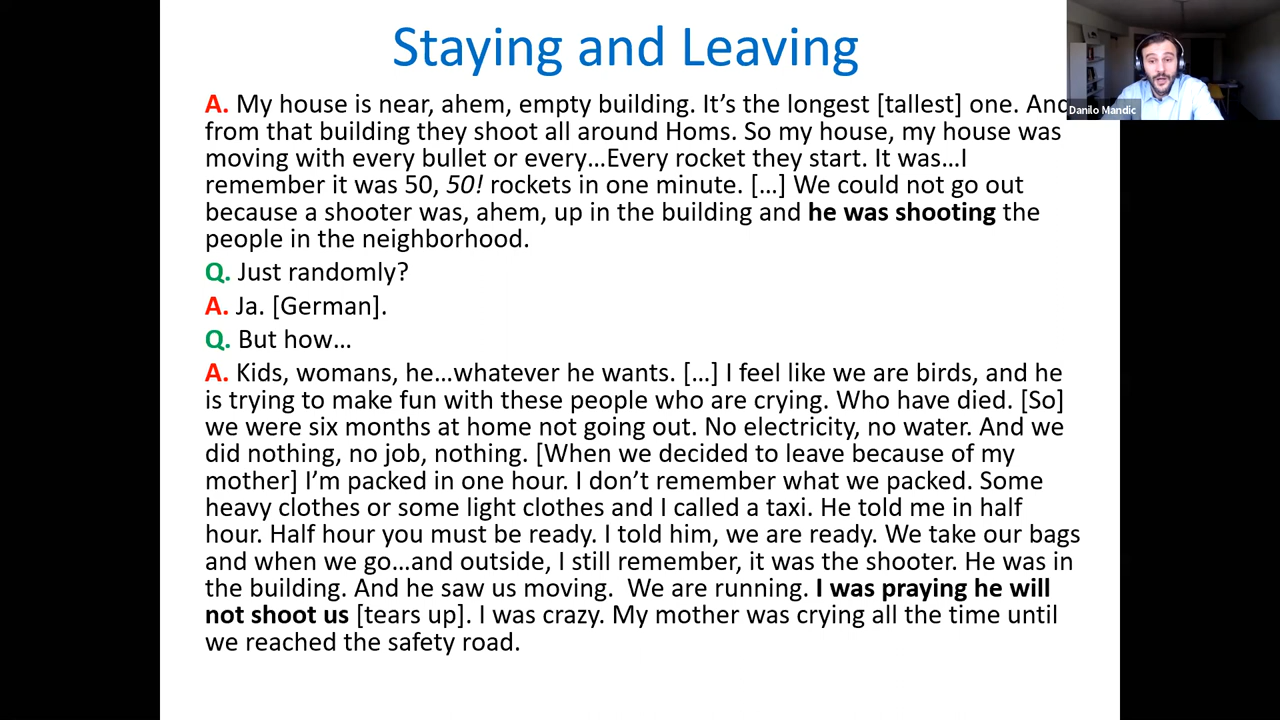 Staying and Leaving
A. My house is near, ahem, empty building. It’s the longest [tallest] one. And
Danilo Mandic
from that building they shoot all around Homs. So my house, my house was
moving with every bullet or every…Every rocket they start. It was…I
remember it was 50, 50! rockets in one minute. […] We could not go out
because a shooter was, ahem, up in the building and he was shooting the
people in the neighborhood.
Q. Just randomly?
A. Ja. [German].
Q. But how…
A. Kids, womans, he…whatever he wants. […] I feel like we are birds, and he
is trying to make fun with these people who are crying. Who have died. [So]
we were six months at home not going out. No electricity, no water. And we
did nothing, no job, nothing. [When we decided to leave because of my
mother] I’m packed in one hour. I don’t remember what we packed. Some
heavy clothes or some light clothes and I called a taxi. He told me in half
hour. Half hour you must be ready. I told him, we are ready. We take our bags
and when we go…and outside, I still remember, it was the shooter. He was in
the building. And he saw us moving.  We are running. I was praying he will
not shoot us [tears up]. I was crazy. My mother was crying all the time until
we reached the safety road.